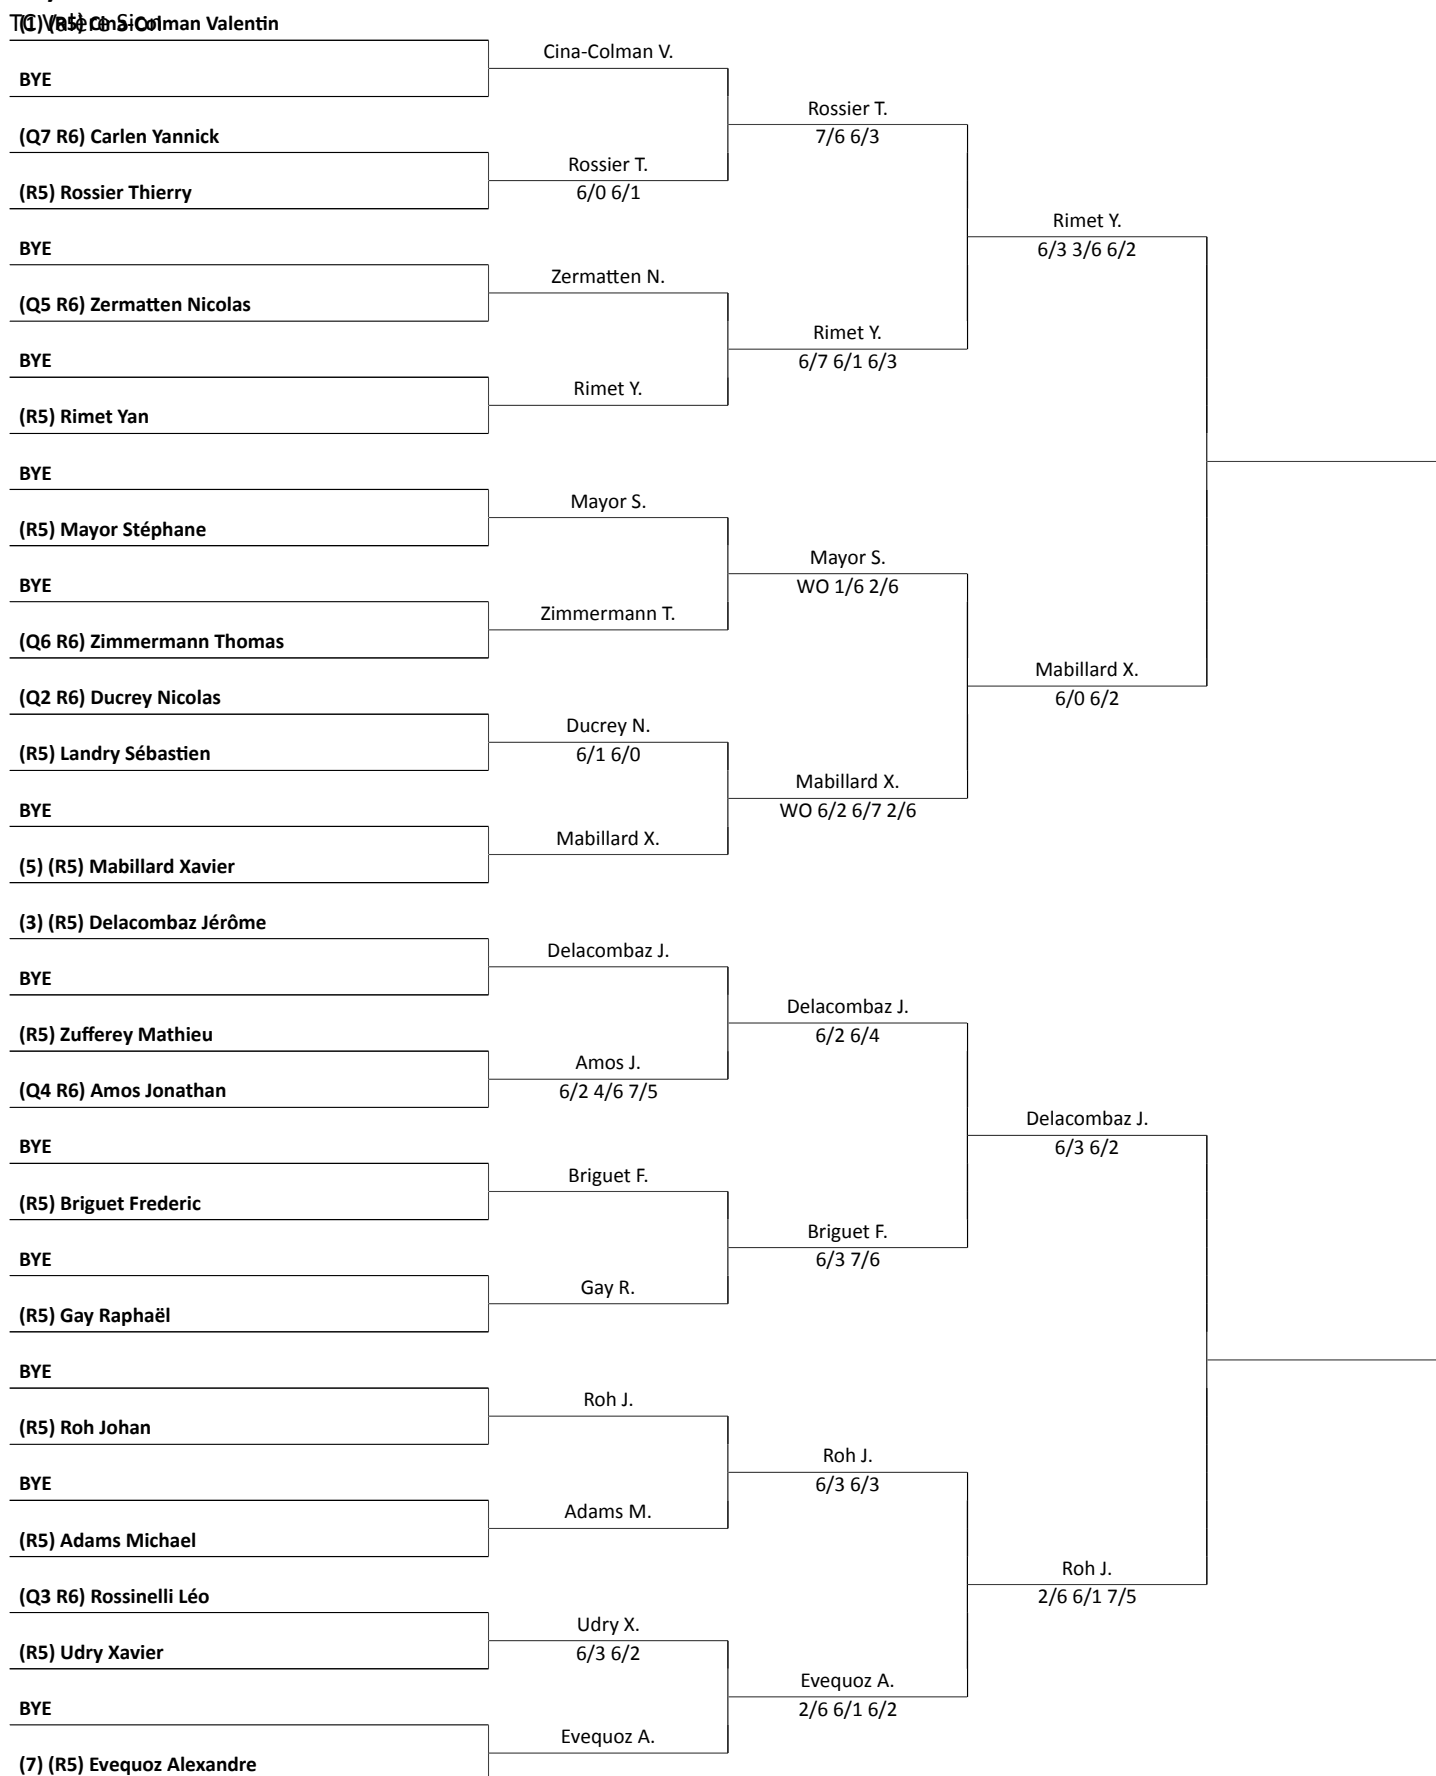 TC Valère Sion
(1) (R5) Cina-Colman Valentin
Cina-Colman V.
BYE
Rossier T.
(Q7 R6) Carlen Yannick
7/6 6/3
Rossier T.
(R5) Rossier Thierry
6/0 6/1
Rimet Y.
BYE
6/3 3/6 6/2
Zermatten N.
(Q5 R6) Zermatten Nicolas
Rimet Y.
BYE
6/7 6/1 6/3
Rimet Y.
(R5) Rimet Yan
BYE
Mayor S.
(R5) Mayor Stéphane
Mayor S.
BYE
WO 1/6 2/6
Zimmermann T.
(Q6 R6) Zimmermann Thomas
Mabillard X.
(Q2 R6) Ducrey Nicolas
6/0 6/2
Ducrey N.
(R5) Landry Sébastien
6/1 6/0
Mabillard X.
BYE
WO 6/2 6/7 2/6
Mabillard X.
(5) (R5) Mabillard Xavier
(3) (R5) Delacombaz Jérôme
Delacombaz J.
BYE
Delacombaz J.
(R5) Zufferey Mathieu
6/2 6/4
Amos J.
(Q4 R6) Amos Jonathan
6/2 4/6 7/5
Delacombaz J.
BYE
6/3 6/2
Briguet F.
(R5) Briguet Frederic
Briguet F.
BYE
6/3 7/6
Gay R.
(R5) Gay Raphaël
BYE
Roh J.
(R5) Roh Johan
Roh J.
BYE
6/3 6/3
Adams M.
(R5) Adams Michael
Roh J.
(Q3 R6) Rossinelli Léo
2/6 6/1 7/5
Udry X.
(R5) Udry Xavier
6/3 6/2
Evequoz A.
BYE
2/6 6/1 6/2
Evequoz A.
(7) (R5) Evequoz Alexandre